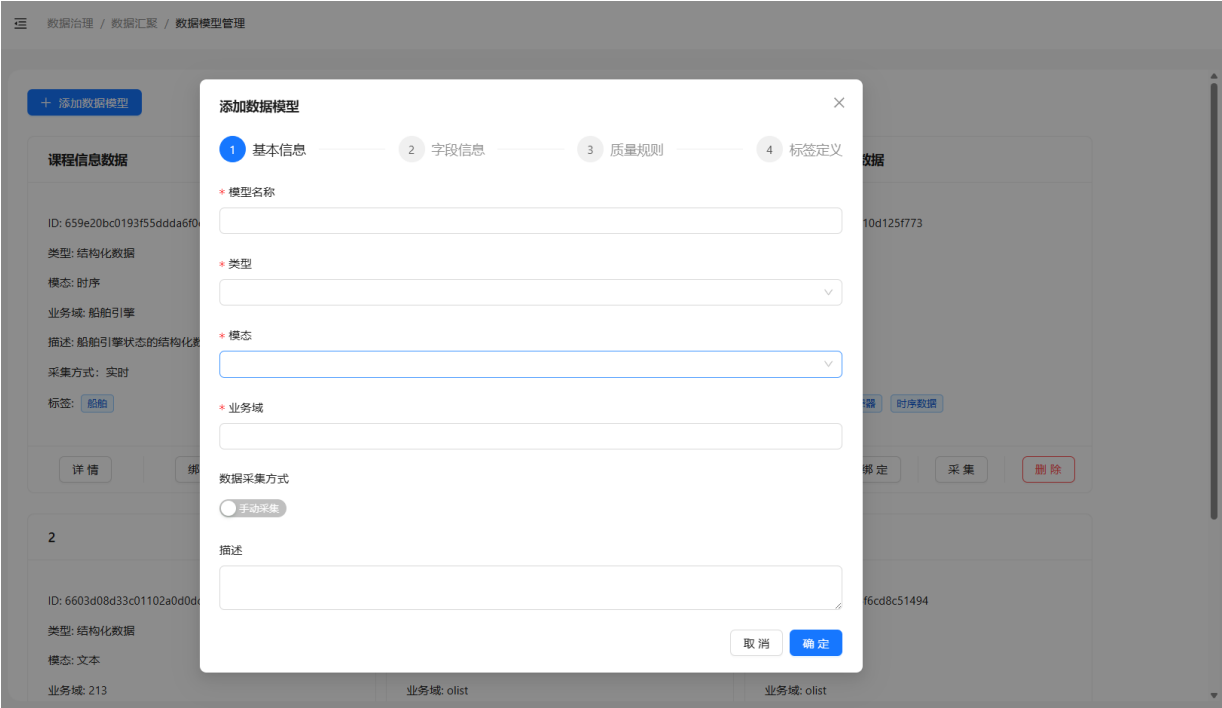 数据治理 / 数据汇聚 / 数据模型管理
+ 添加数据模型
添加数据模型
1 基本信息
2 字段信息
3 质量规则
4 标签定义
* 模型名称
* 类型
* 模态
* 业务域
数据采集方式
手动采集
描述
取 消
确 定
课程信息数据
ID: 659e20bc0193f55ddda6f0
类型: 结构化数据
模态: 时序
业务域: 船舶引擎
描述: 船舶引擎状态的结构化数
采集方式: 实时
标签: 船舶
详 情
绑
数据
10d125f773
器 时序数据
绑 定
采 集
删 除
2
ID: 6603d08d33c01102a0d0d
类型: 结构化数据
模态: 文本
业务域: 213
业务域: olist
f6cd8c51494
业务域: olist